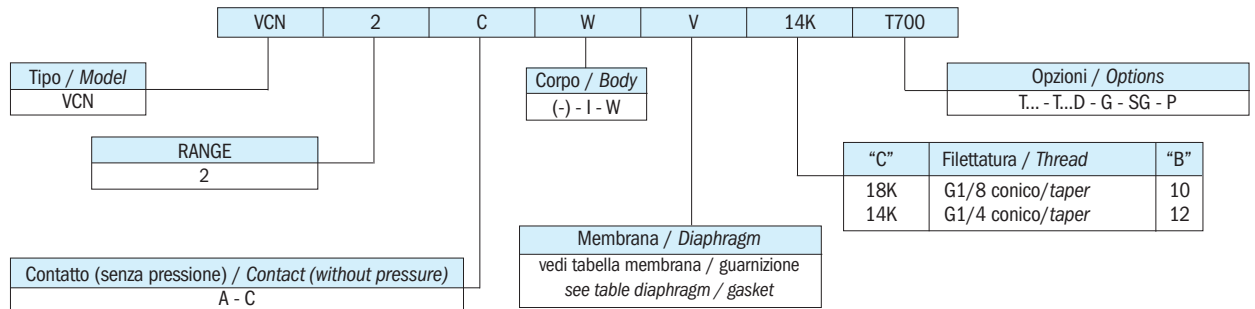 VCN 2 C W V 14K T700
Tipo / Model
VCN
Corpo / Body
(-) - I - W
Opzioni / Options
T... - T...D - G - SG - P
RANGE
2
“C” Filettatura / Thread “B”
18K G1/8 conico/taper 10
14K G1/4 conico/taper 12
Membrana / Diaphragm
vedi tabella membrana / guarnizione
see table diaphragm / gasket
Contatto (senza pressione) / Contact (without pressure)
A - C